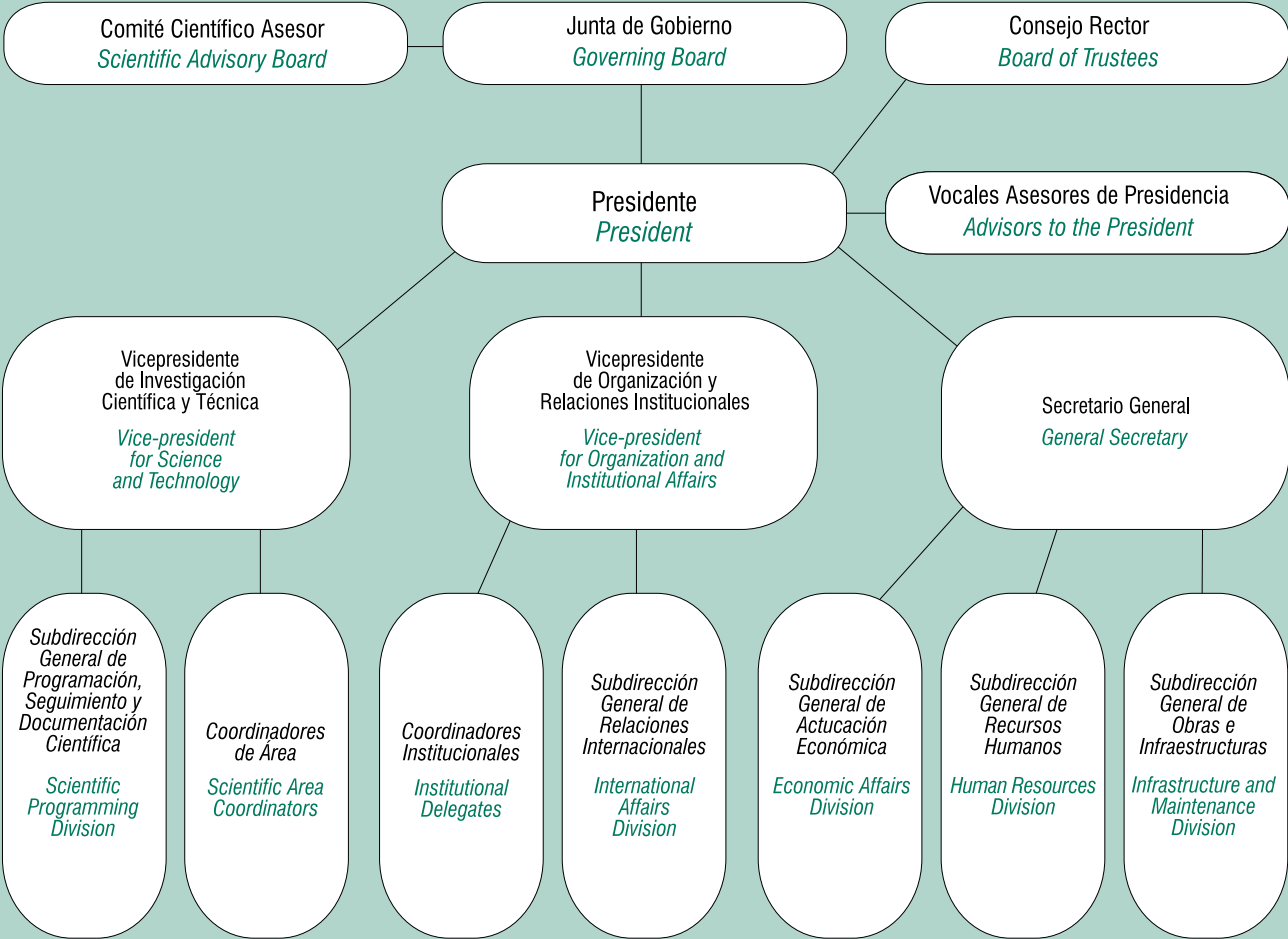 Comité Científico Asesor
Scientific Advisory Board
Junta de Gobierno
Governing Board
Consejo Rector
Board of Trustees
Presidente
President
Vocales Asesores de Presidencia
Advisors to the President
Vicepresidente
de Investigación
Científica y Técnica
Vice-president
for Science
and Technology
Vicepresidente
de Organización y
Relaciones Institucionales
Vice-president
for Organization and
Institutional Affairs
Secretario General
General Secretary
Subdirección
General de
Programación,
Seguimiento y
Documentación
Científica
Scientific
Programming
Division
Coordinadores
de Área
Scientific Area
Coordinators
Coordinadores
Institucionales
Institutional
Delegates
Subdirección
General de
Relaciones
Internacionales
International
Affairs
Division
Subdirección
General de
Actucación
Económica
Economic Affairs
Division
Subdirección
General de
Recursos
Humanos
Human Resources
Division
Subdirección
General de
Obras e
Infraestructuras
Infrastructure and
Maintenance
Division